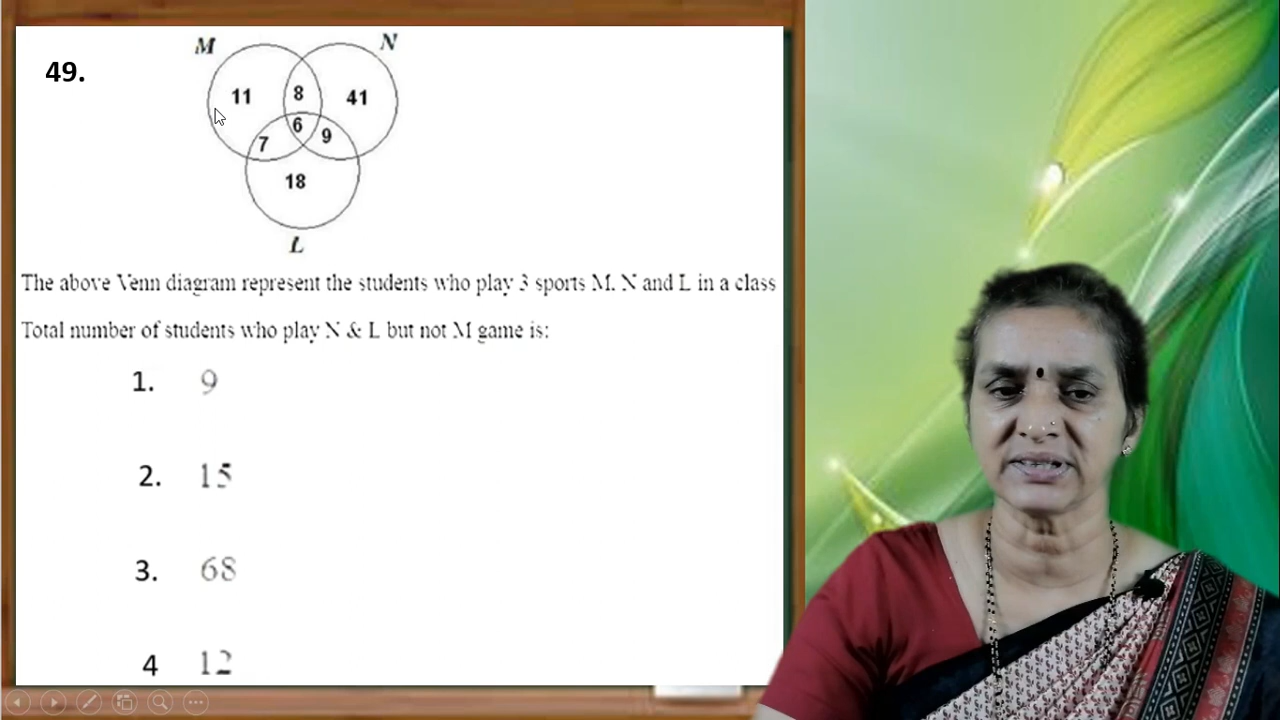 49.
M
N
11
8
41
6
7
9
18
L
The above Venn diagram represent the students who play 3 sports M. N and L in a class
Total number of students who play N & L but not M game is:
1. 9
2. 15
3. 68
4 12